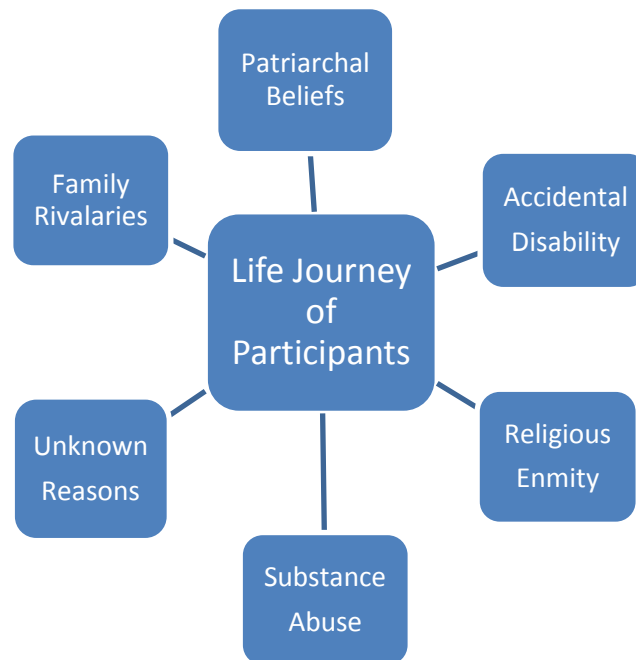 Patriarchal
Beliefs
Family
Rivalaries
Accidental
Disability
Life Journey
of
Participants
Unknown
Reasons
Religious
Enmity
Substance
Abuse